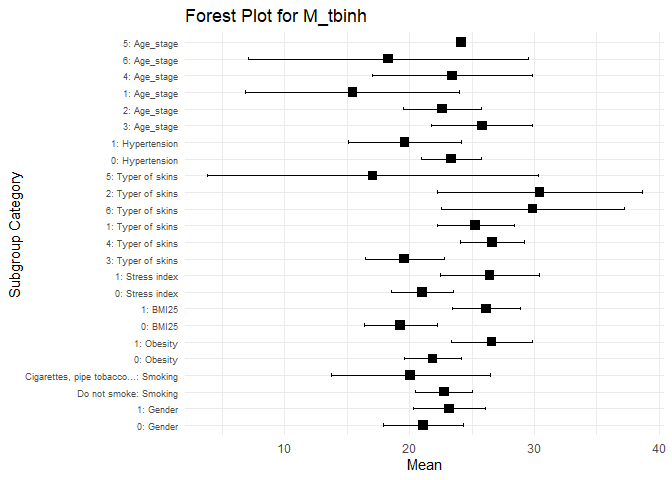 Forest Plot for M_tbinh
Subgroup Category
5: Age_stage
6: Age_stage
4: Age_stage
1: Age_stage
2: Age_stage
3: Age_stage
1: Hypertension
0: Hypertension
5: Typer of skins
2: Typer of skins
6: Typer of skins
1: Typer of skins
4: Typer of skins
3: Typer of skins
1: Stress index
0: Stress index
1: BMI25
0: BMI25
1: Obesity
0: Obesity
Cigarettes, pipe tobacco...: Smoking
Do not smoke: Smoking
1: Gender
0: Gender
10 20 30 40
Mean